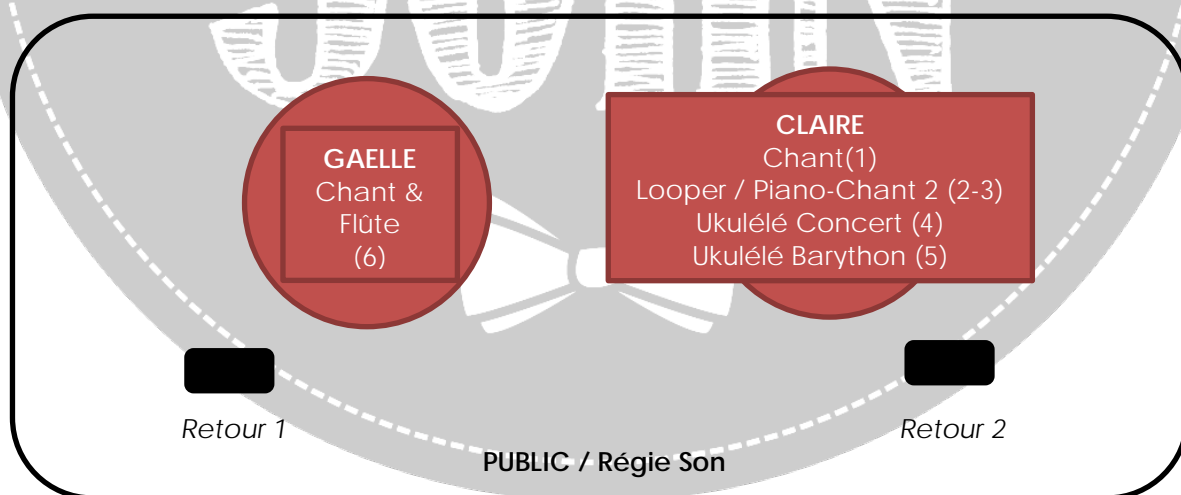 GAELLE
Chant &
Flûte
(6)
CLAIRE
Chant(1)
Looper / Piano-Chant 2 (2-3)
Ukulélé Concert (4)
Ukulélé Barython (5)
Retour 1
Retour 2
PUBLIC / Régie Son